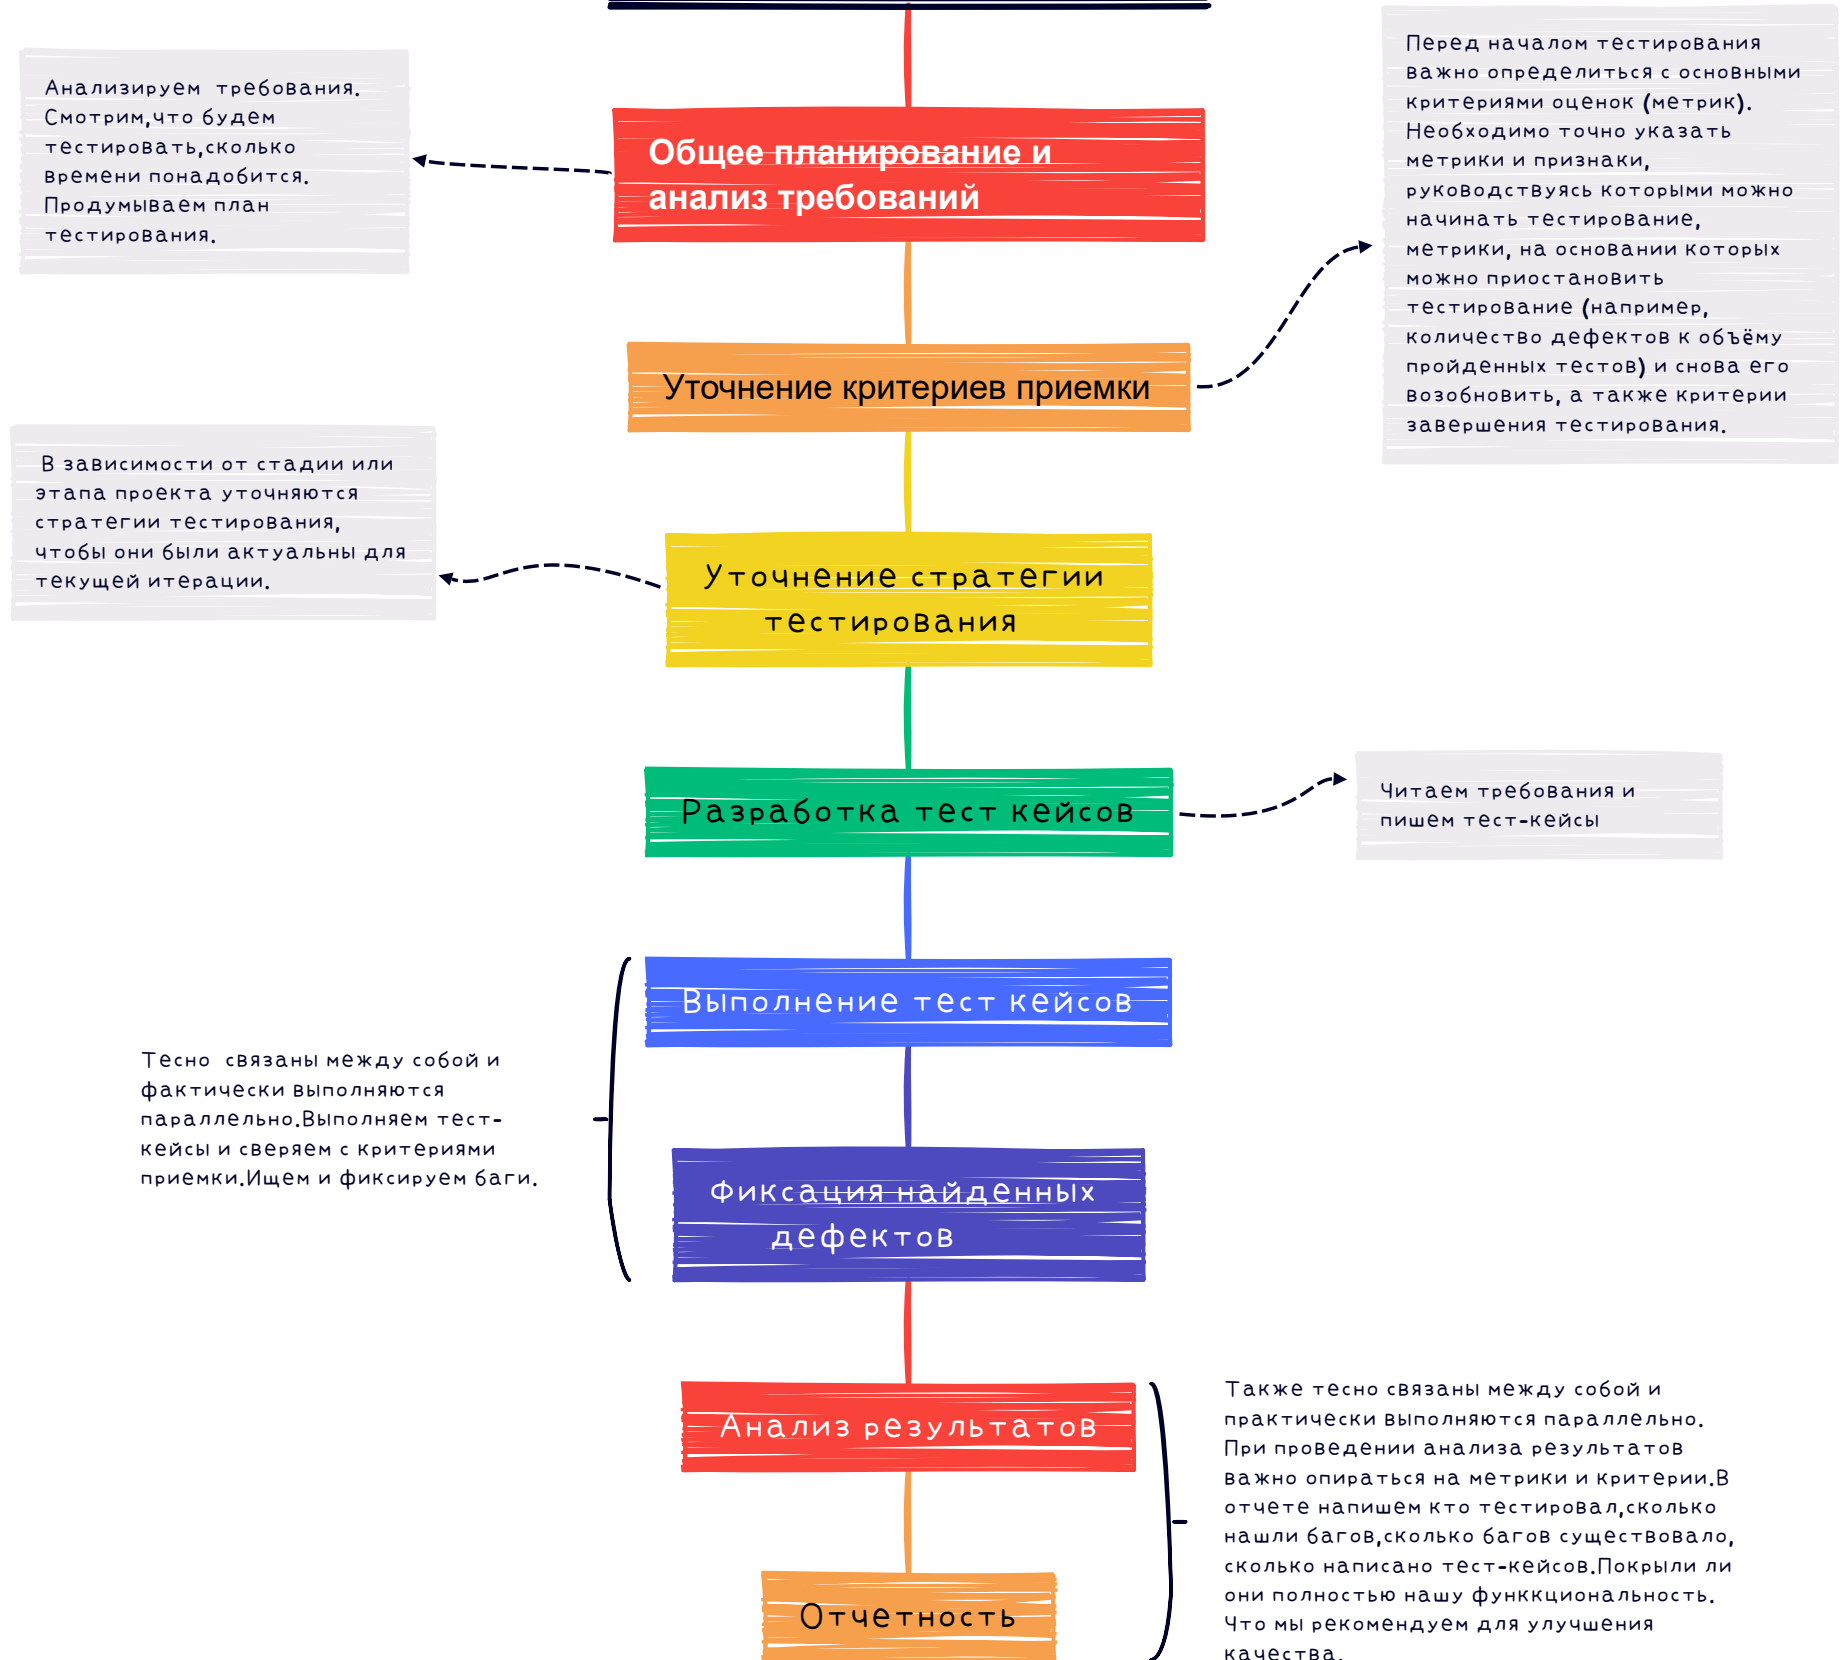 Анализируем  требования.
Смотрим,что будем
тестировать,сколько
времени понадобится.
Продумываем план
тестирования.
Общее планирование и
анализ требований
Перед началом тестирования
важно определиться с основными
критериями оценок (метрик).
Необходимо точно указать
метрики и признаки,
руководствуясь которыми можно
начинать тестирование,
метрики, на основании которых
можно приостановить
тестирование (например,
количество дефектов к объёму
пройденных тестов) и снова его
возобновить, а также критерии
завершения тестирования.
Уточнение критериев приемки
В зависимости от стадии или
этапа проекта уточняются
стратегии тестирования,
чтобы они были актуальны для
текущей итерации.
Уточнение стратегии
тестирования
Разработка тест кейсов
Читаем требования и
пишем тест-кейсы
Выполнение тест кейсов
Тесно  связаны между собой и
фактически выполняются
параллельно.Выполняем тест-
кейсы и сверяем с критериями
приемки.Ищем и фиксируем баги.
Фиксация найденных
дефектов
Анализ результатов
Также тесно связаны между собой и
практически выполняются параллельно.
При проведении анализа результатов
важно опираться на метрики и критерии.В
отчете напишем кто тестировал,сколько
нашли багов,сколько багов существовало,
сколько написано тест-кейсов.Покрыли ли
они полностью нашу функкциональность.
Что мы рекомендуем для улучшения
качества.
Отчетность